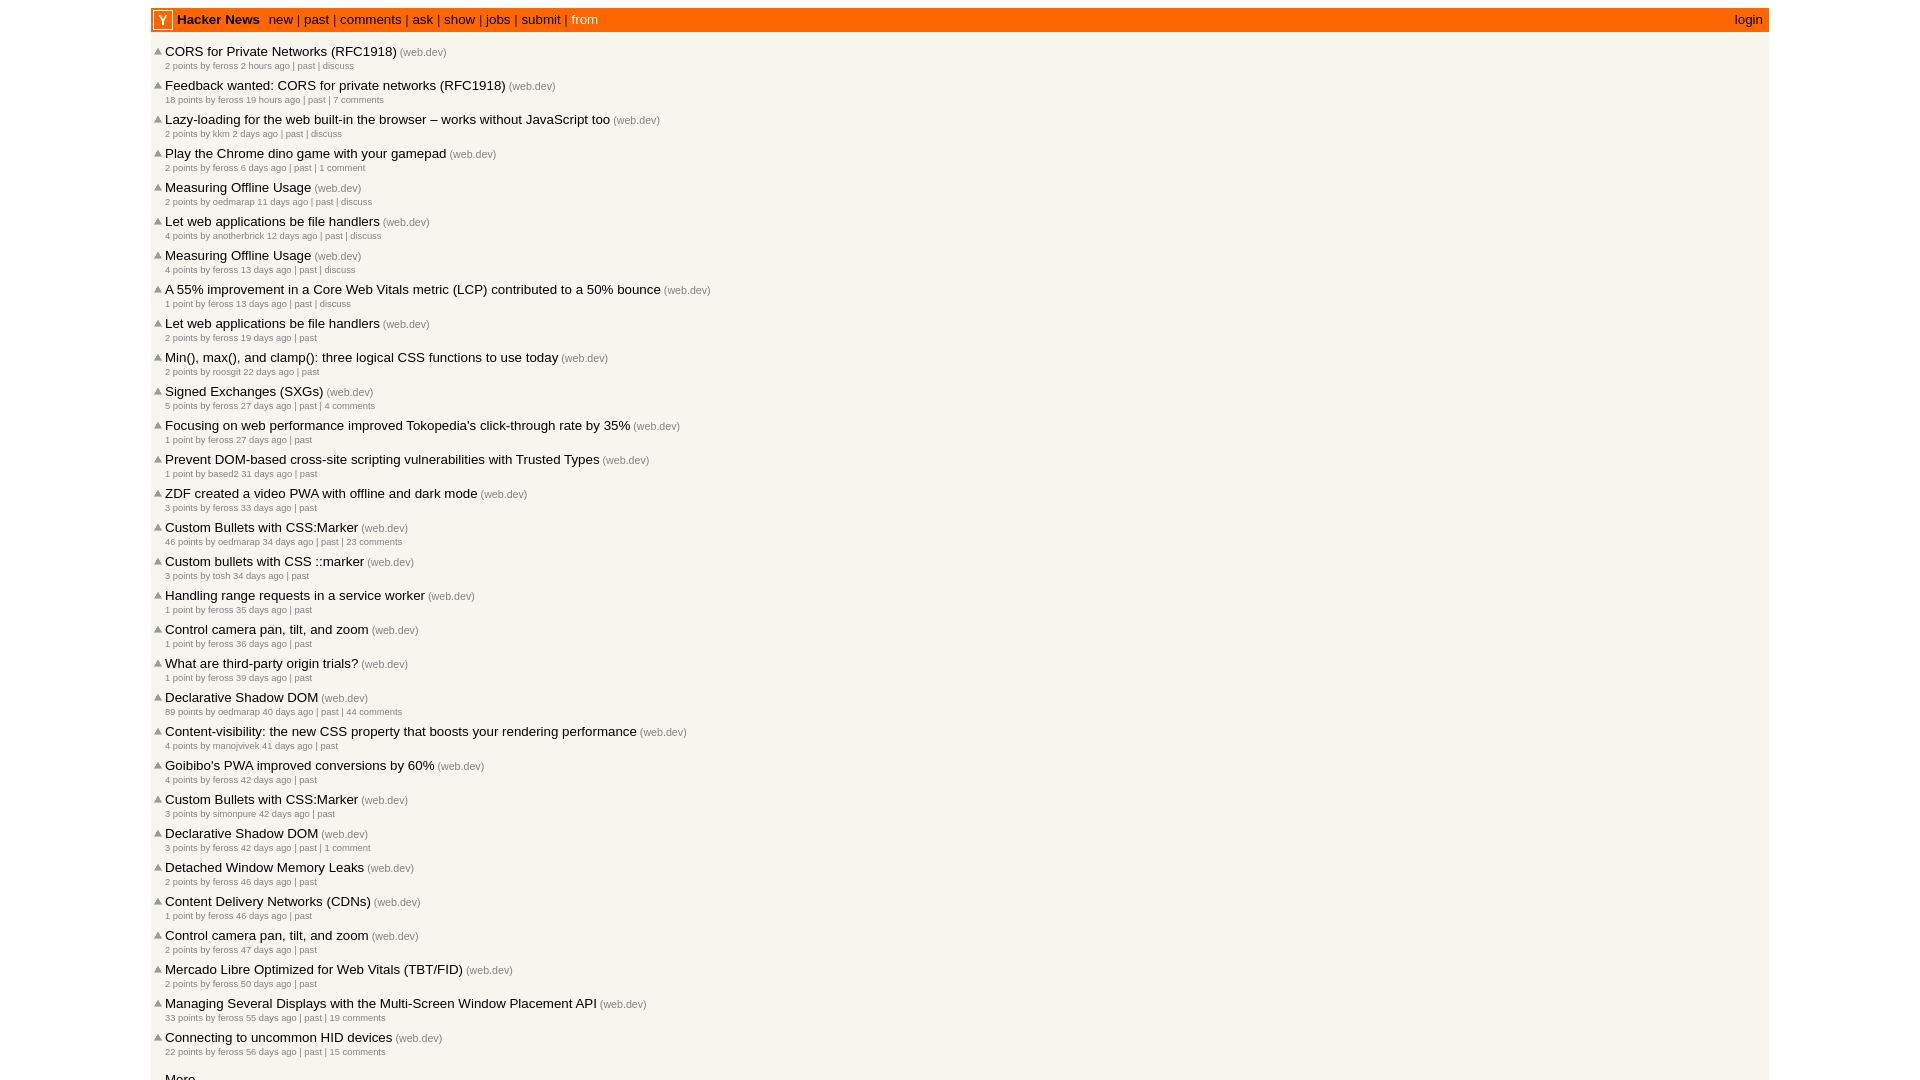 Y Hacker News new | past | comments | ask | show | jobs | submit | from login
CORS for Private Networks (RFC1918) (web.dev)
2 points by feross 2 hours ago | past | discuss
Feedback wanted: CORS for private networks (RFC1918) (web.dev)
18 points by feross 19 hours ago | past | 7 comments
Lazy-loading for the web built-in the browser – works without JavaScript too (web.dev)
2 points by kkm 2 days ago | past | discuss
Play the Chrome dino game with your gamepad (web.dev)
2 points by feross 6 days ago | past | 1 comment
Measuring Offline Usage (web.dev)
2 points by oedmarap 11 days ago | past | discuss
Let web applications be file handlers (web.dev)
4 points by anotherbrick 12 days ago | past | discuss
Measuring Offline Usage (web.dev)
4 points by feross 13 days ago | past | discuss
A 55% improvement in a Core Web Vitals metric (LCP) contributed to a 50% bounce (web.dev)
1 point by feross 13 days ago | past | discuss
Let web applications be file handlers (web.dev)
2 points by feross 19 days ago | past
Min(), max(), and clamp(): three logical CSS functions to use today (web.dev)
2 points by roosgit 22 days ago | past
Signed Exchanges (SXGs) (web.dev)
5 points by feross 27 days ago | past | 4 comments
Focusing on web performance improved Tokopedia's click-through rate by 35% (web.dev)
1 point by feross 27 days ago | past
Prevent DOM-based cross-site scripting vulnerabilities with Trusted Types (web.dev)
1 point by based2 31 days ago | past
ZDF created a video PWA with offline and dark mode (web.dev)
3 points by feross 33 days ago | past
Custom Bullets with CSS:Marker (web.dev)
46 points by oedmarap 34 days ago | past | 23 comments
Custom bullets with CSS ::marker (web.dev)
3 points by tosh 34 days ago | past
Handling range requests in a service worker (web.dev)
1 point by feross 35 days ago | past
Control camera pan, tilt, and zoom (web.dev)
1 point by feross 36 days ago | past
What are third-party origin trials? (web.dev)
1 point by feross 39 days ago | past
Declarative Shadow DOM (web.dev)
89 points by oedmarap 40 days ago | past | 44 comments
Content-visibility: the new CSS property that boosts your rendering performance (web.dev)
4 points by manojvivek 41 days ago | past
Goibibo's PWA improved conversions by 60% (web.dev)
4 points by feross 42 days ago | past
Custom Bullets with CSS:Marker (web.dev)
3 points by simonpure 42 days ago | past
Declarative Shadow DOM (web.dev)
3 points by feross 42 days ago | past | 1 comment
Detached Window Memory Leaks (web.dev)
2 points by feross 46 days ago | past
Content Delivery Networks (CDNs) (web.dev)
1 point by feross 46 days ago | past
Control camera pan, tilt, and zoom (web.dev)
2 points by feross 47 days ago | past
Mercado Libre Optimized for Web Vitals (TBT/FID) (web.dev)
2 points by feross 50 days ago | past
Managing Several Displays with the Multi-Screen Window Placement API (web.dev)
33 points by feross 55 days ago | past | 19 comments
Connecting to uncommon HID devices (web.dev)
22 points by feross 56 days ago | past | 15 comments
More